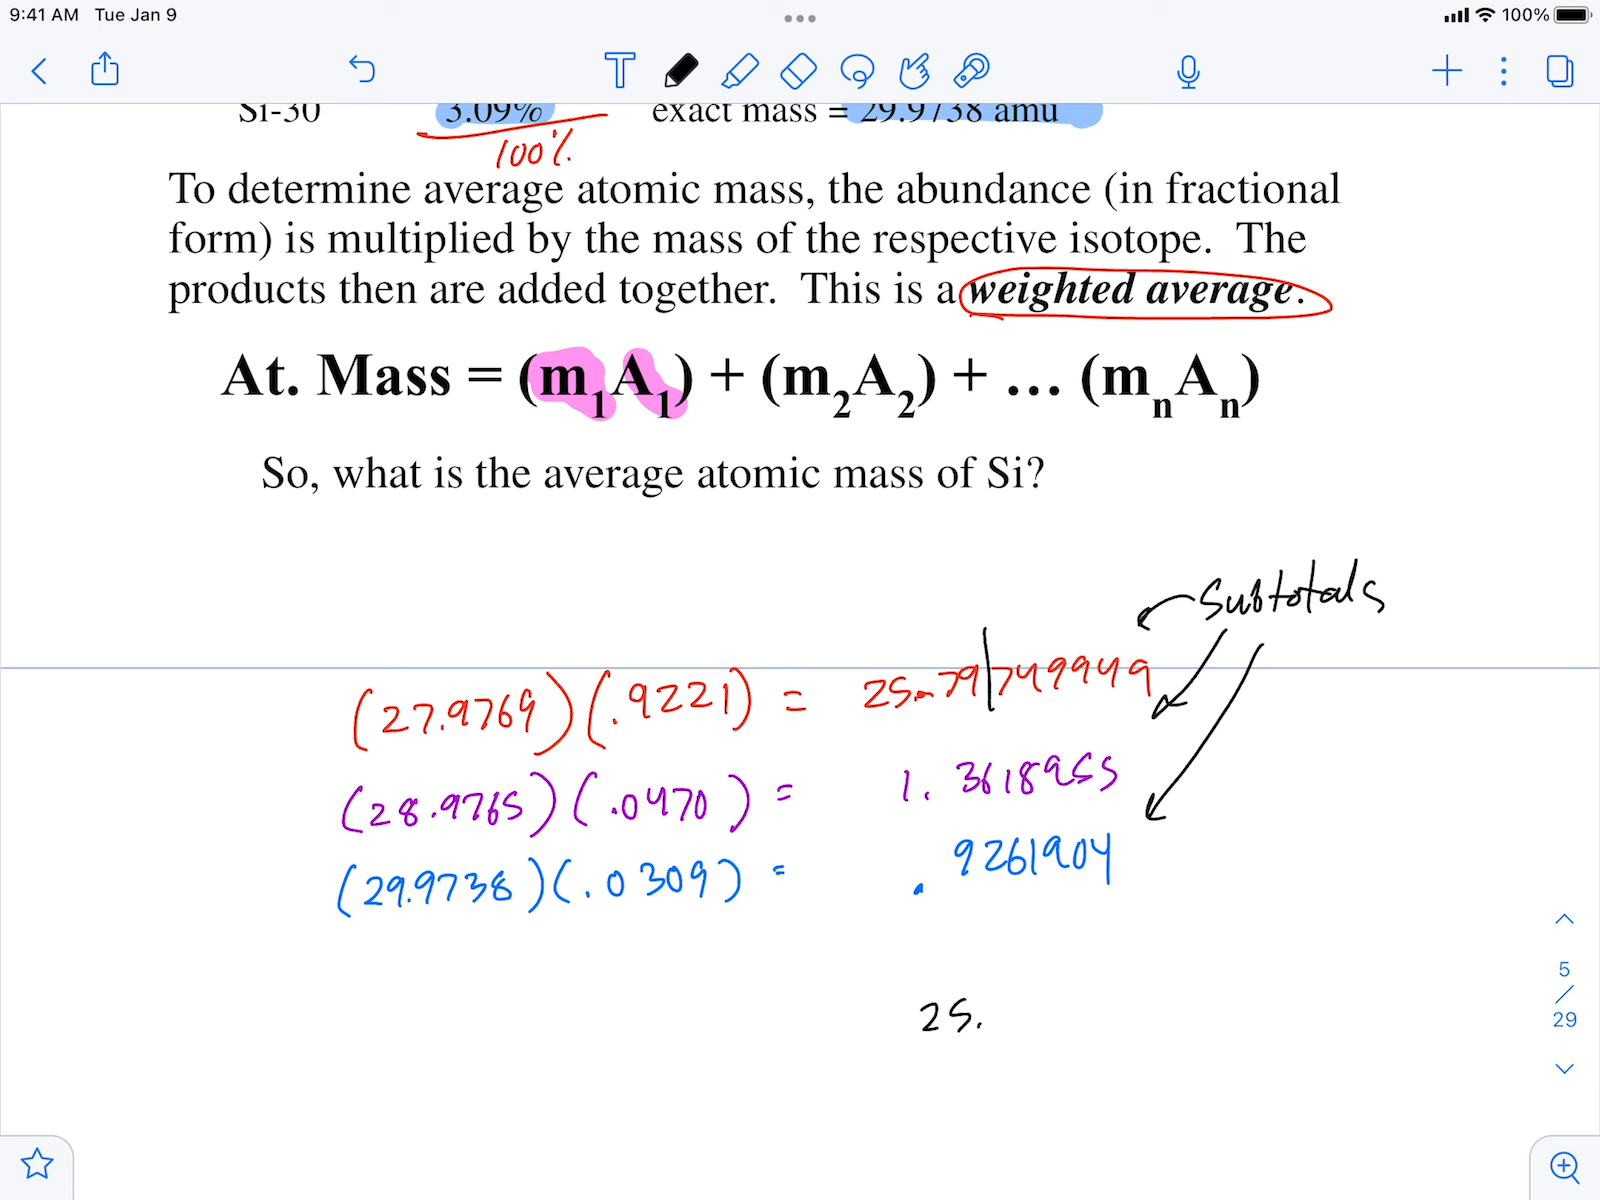 9:41 AM Tue Jan 9 100%
Si-30 3.09% exact mass = 29.9738 amu
100%
To determine average atomic mass, the abundance (in fractional
form) is multiplied by the mass of the respective isotope. The
products then are added together. This is a weighted average.
At. Mass = (m₁A₁) + (m₂A₂) + ... (mₙAₙ)
So, what is the average atomic mass of Si?
Subtotals
(27.9769)(.9221) = 25.79|749949
(28.9765)(.0470) = 1.3618955
(29.9738)(.0309) = .9261904
25.
5
/
29